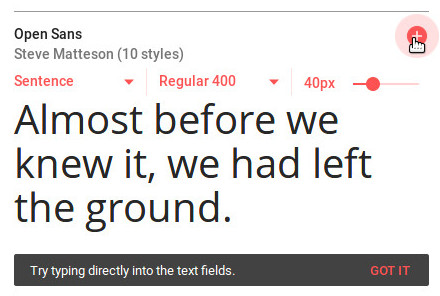 Open Sans
Steve Matteson (10 styles)
Sentence Regular 400 40px
Almost before we
knew it, we had left
the ground.
Try typing directly into the text fields. GOT IT